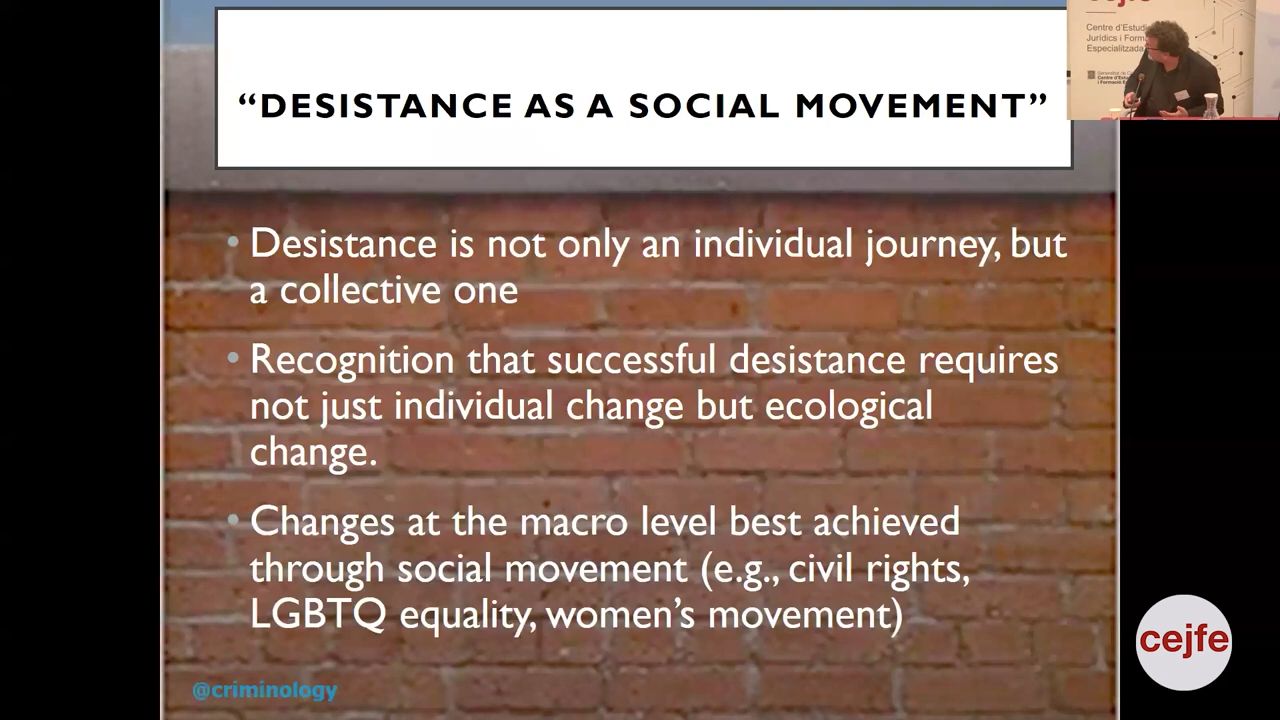 “DESISTANCE AS A SOCIAL MOVEMENT”
Centre d’Estudis
Jurídics i Forma
Especialitzada
• Desistance is not only an individual journey, but
a collective one
• Recognition that successful desistance requires
not just individual change but ecological
change.
• Changes at the macro level best achieved
through social movement (e.g., civil rights,
LGBTQ equality, women’s movement)
@criminology
cejfe